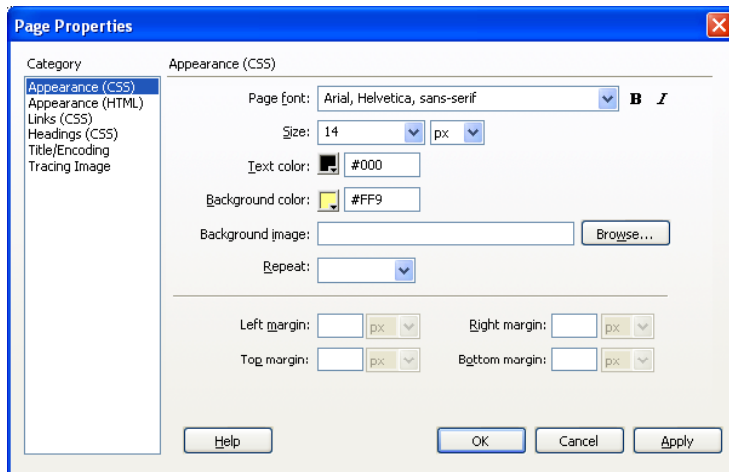 Page Properties
Category
Appearance (CSS)
Appearance (HTML)
Links (CSS)
Headings (CSS)
Title/Encoding
Tracing Image
Appearance (CSS)
Page font: Arial, Helvetica, sans-serif B I
Size: 14 px
Text color: #000
Background color: #FF9
Background image: Browse...
Repeat:
Left margin: px Right margin: px
Top margin: px Bottom margin: px
Help OK Cancel Apply